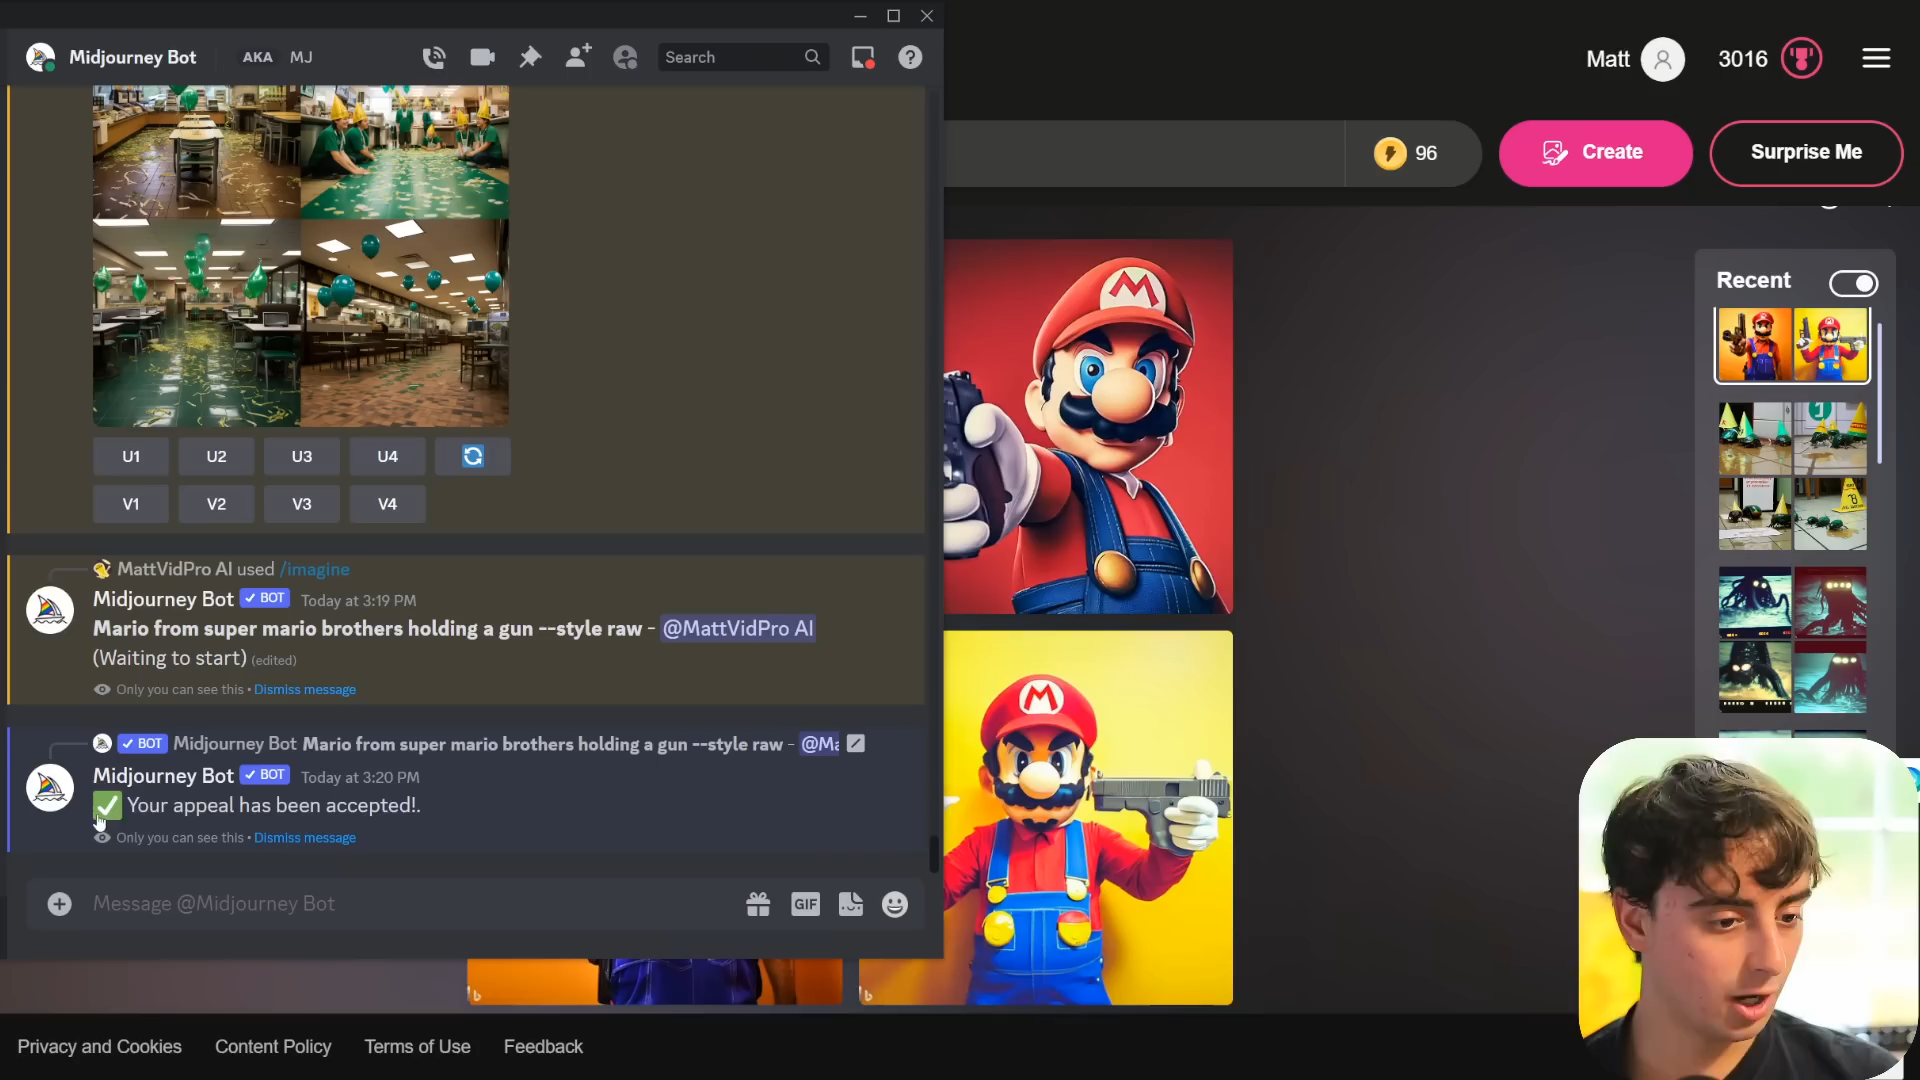 Midjourney Bot AKA MJ
Search
U1 U2 U3 U4
V1 V2 V3 V4
MattVidPro AI used /imagine
Midjourney Bot ✓ BOT Today at 3:19 PM
Mario from super mario brothers holding a gun --style raw - @MattVidPro AI
(Waiting to start) (edited)
Only you can see this • Dismiss message
✓ BOT Midjourney Bot Mario from super mario brothers holding a gun --style raw - @Ma
Midjourney Bot ✓ BOT Today at 3:20 PM
✅ Your appeal has been accepted!.
Only you can see this • Dismiss message
Message @Midjourney Bot
GIF
Matt
3016
96
Create
Surprise Me
M
M
Recent
Privacy and Cookies Content Policy Terms of Use Feedback